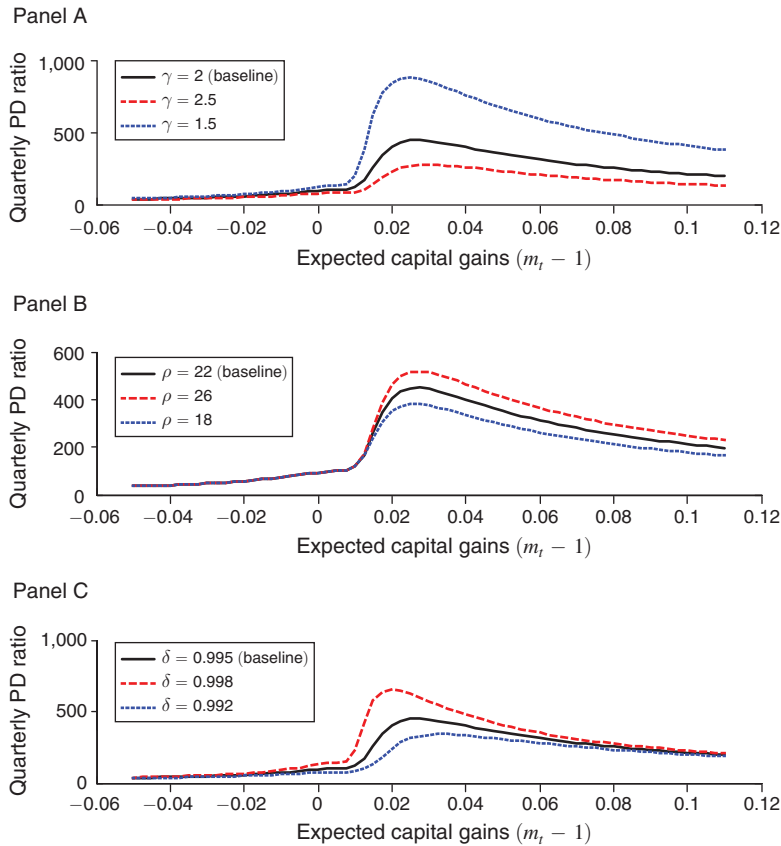 Panel A
Quarterly PD ratio
1,000
500
0
γ = 2 (baseline)
γ = 2.5
γ = 1.5
−0.06 −0.04 −0.02 0 0.02 0.04 0.06 0.08 0.1 0.12
Expected capital gains (m_t − 1)
Panel B
Quarterly PD ratio
600
400
200
0
ρ = 22 (baseline)
ρ = 26
ρ = 18
−0.06 −0.04 −0.02 0 0.02 0.04 0.06 0.08 0.1 0.12
Expected capital gains (m_t − 1)
Panel C
Quarterly PD ratio
1,000
500
0
δ = 0.995 (baseline)
δ = 0.998
δ = 0.992
−0.06 −0.04 −0.02 0 0.02 0.04 0.06 0.08 0.1 0.12
Expected capital gains (m_t − 1)